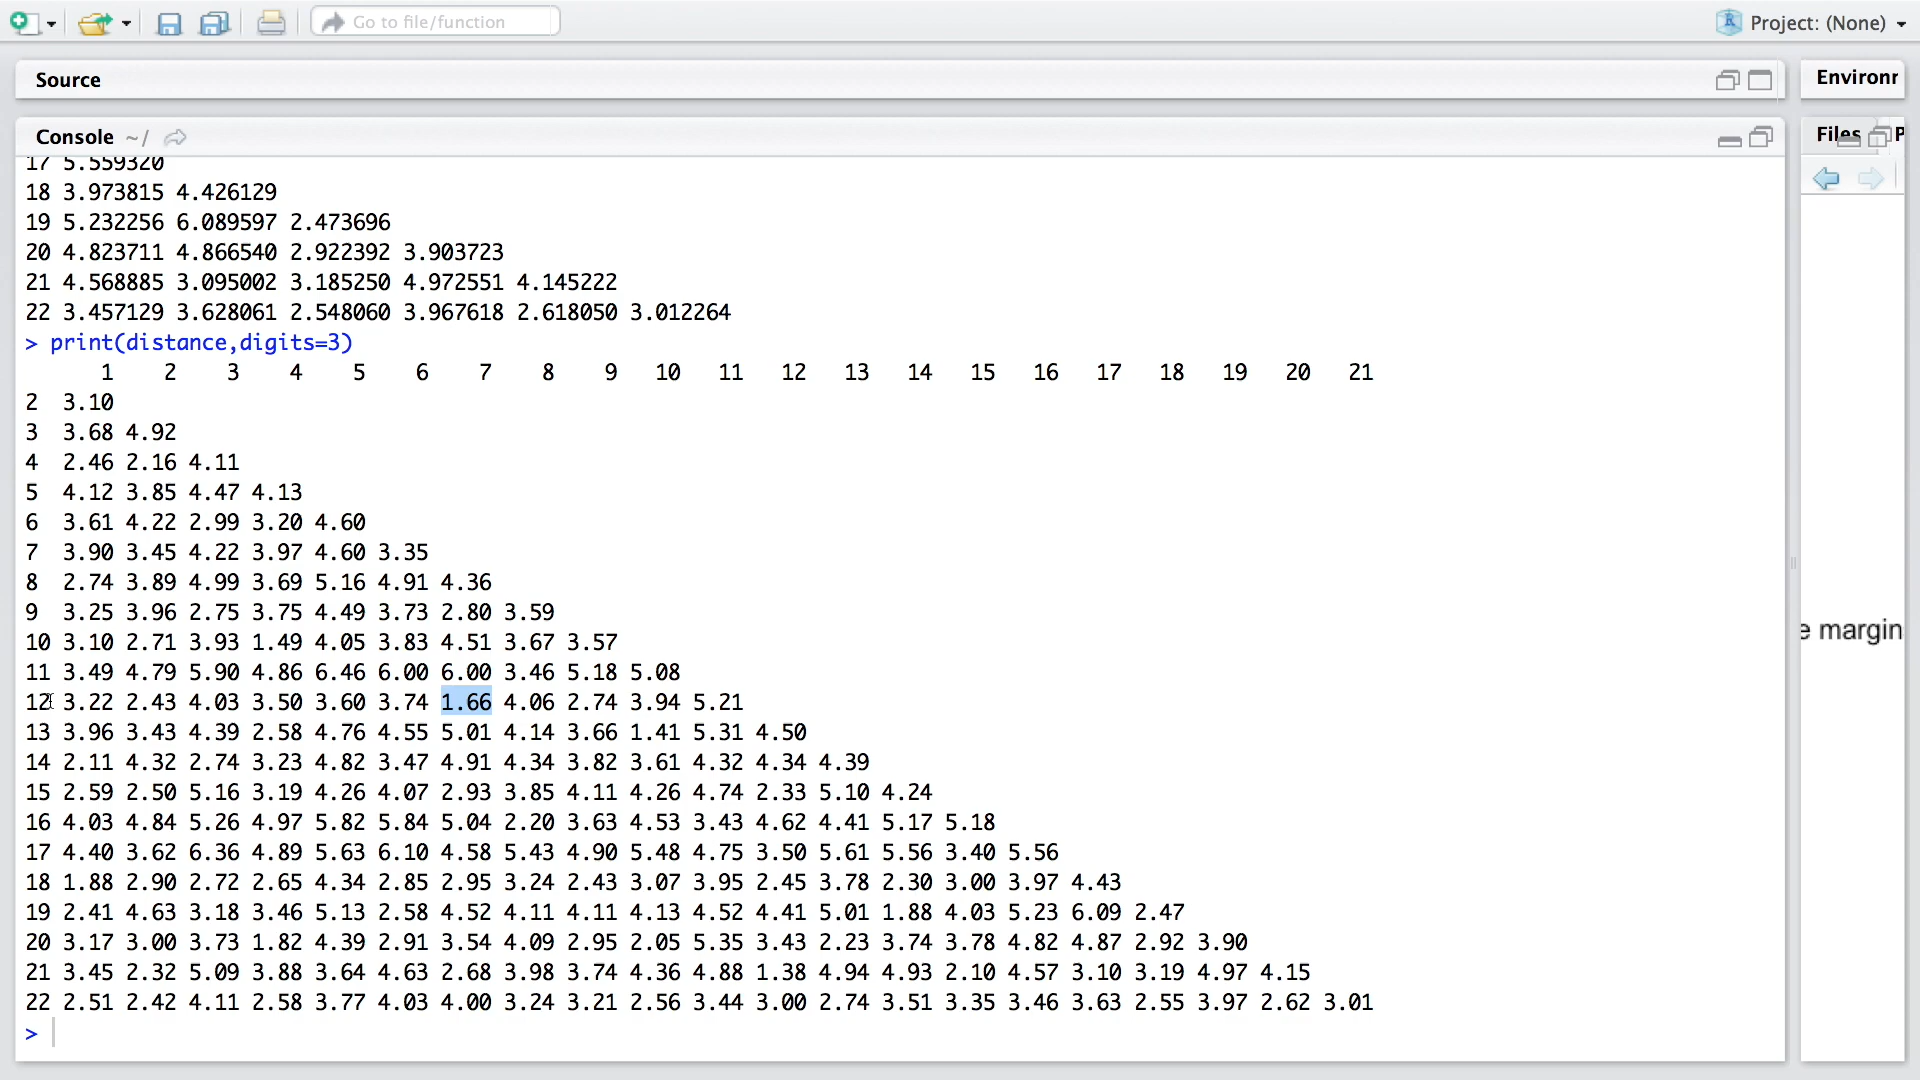 Go to file/function
Project: (None)
Source
Environr
Console ~/
Files P
17 5.559320
18 3.973815 4.426129
19 5.232256 6.089597 2.473696
20 4.823711 4.866540 2.922392 3.903723
21 4.568885 3.095002 3.185250 4.972551 4.145222
22 3.457129 3.628061 2.548060 3.967618 2.618050 3.012264
> print(distance,digits=3)
1 2 3 4 5 6 7 8 9 10 11 12 13 14 15 16 17 18 19 20 21
2 3.10
3 3.68 4.92
4 2.46 2.16 4.11
5 4.12 3.85 4.47 4.13
6 3.61 4.22 2.99 3.20 4.60
7 3.90 3.45 4.22 3.97 4.60 3.35
8 2.74 3.89 4.99 3.69 5.16 4.91 4.36
9 3.25 3.96 2.75 3.75 4.49 3.73 2.80 3.59
10 3.10 2.71 3.93 1.49 4.05 3.83 4.51 3.67 3.57
11 3.49 4.79 5.90 4.86 6.46 6.00 6.00 3.46 5.18 5.08
12 3.22 2.43 4.03 3.50 3.60 3.74 1.66 4.06 2.74 3.94 5.21
13 3.96 3.43 4.39 2.58 4.76 4.55 5.01 4.14 3.66 1.41 5.31 4.50
14 2.11 4.32 2.74 3.23 4.82 3.47 4.91 4.34 3.82 3.61 4.32 4.34 4.39
15 2.59 2.50 5.16 3.19 4.26 4.07 2.93 3.85 4.11 4.26 4.74 2.33 5.10 4.24
16 4.03 4.84 5.26 4.97 5.82 5.84 5.04 2.20 3.63 4.53 3.43 4.62 4.41 5.17 5.18
17 4.40 3.62 6.36 4.89 5.63 6.10 4.58 5.43 4.90 5.48 4.75 3.50 5.61 5.56 3.40 5.56
18 1.88 2.90 2.72 2.65 4.34 2.85 2.95 3.24 2.43 3.07 3.95 2.45 3.78 2.30 3.00 3.97 4.43
19 2.41 4.63 3.18 3.46 5.13 2.58 4.52 4.11 4.11 4.13 4.52 4.41 5.01 1.88 4.03 5.23 6.09 2.47
20 3.17 3.00 3.73 1.82 4.39 2.91 3.54 4.09 2.95 2.05 5.35 3.43 2.23 3.74 3.78 4.82 4.87 2.92 3.90
21 3.45 2.32 5.09 3.88 3.64 4.63 2.68 3.98 3.74 4.36 4.88 1.38 4.94 4.93 2.10 4.57 3.10 3.19 4.97 4.15
22 2.51 2.42 4.11 2.58 3.77 4.03 4.00 3.24 3.21 2.56 3.44 3.00 2.74 3.51 3.35 3.46 3.63 2.55 3.97 2.62 3.01
>
e margin